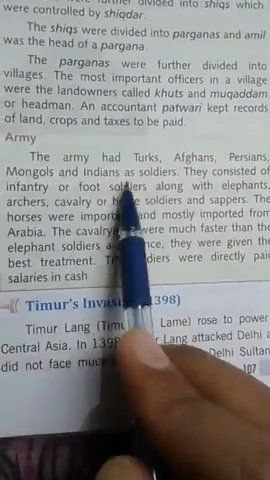 were further divided into shiqs which
were controlled by shiqdar.
The shiqs were divided into parganas and amil
was the head of a pargana.
The parganas were further divided into
villages. The most important officers in a village
were the landowners called khuts and muqaddam
or headman. An accountant patwari kept records
of land, crops and taxes to be paid.
Army
The army had Turks, Afghans, Persians,
Mongols and Indians as soldiers. They consisted of
infantry or foot soldiers along with elephants,
archers, cavalry or soldiers and sappers. The
horses were and mostly imported from
Arabia. The cavalry were much faster than the
elephant soldiers they were given the
best treatment. were directly paid
salaries in cash
Timur's 1398)
Timur Lang Lame) rose to power
Central Asia. In Lang attacked Delhi
did not face Delhi
107